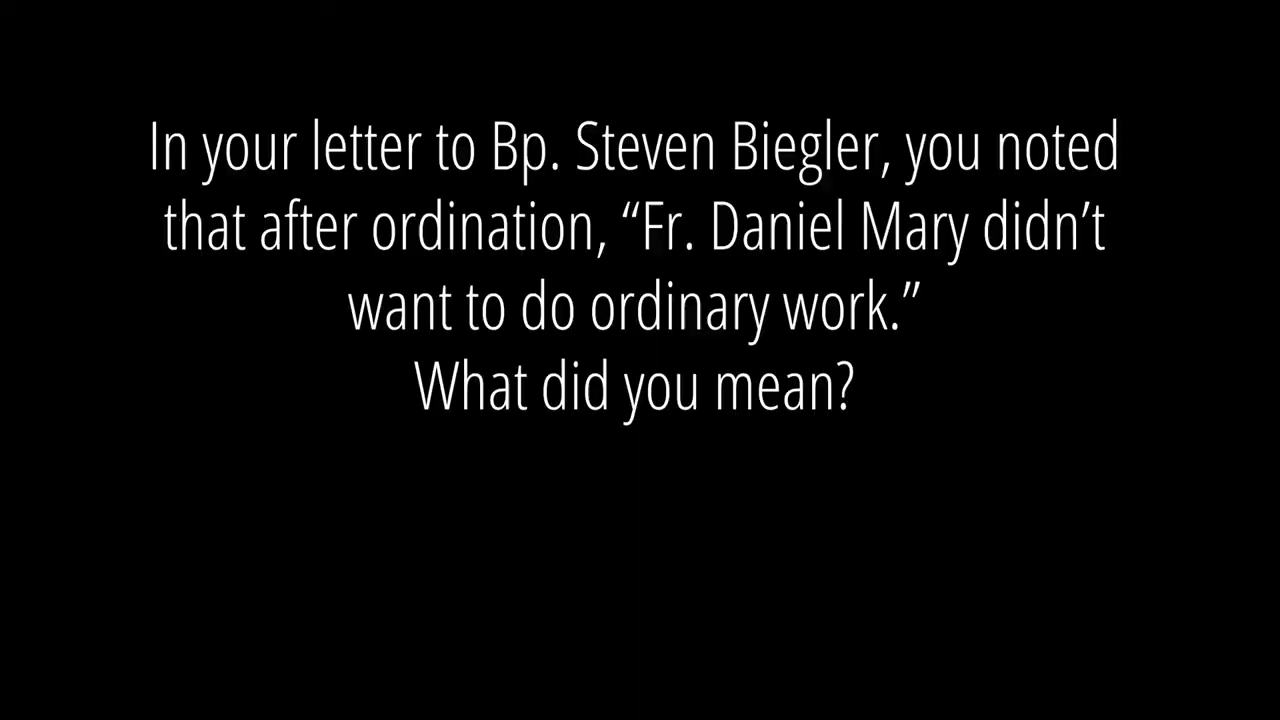 In your letter to Bp. Steven Biegler, you noted
that after ordination, “Fr. Daniel Mary didn’t
want to do ordinary work.”
What did you mean?